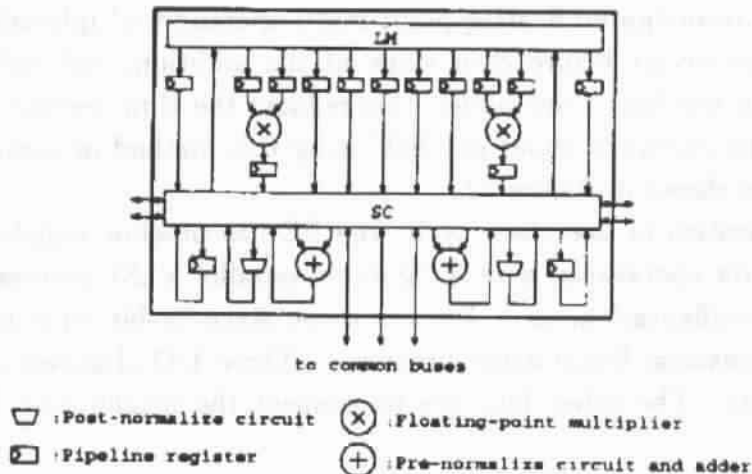 LM
SC
to common buses
:Post-normalize circuit
:Floating-point multiplier
:Pipeline register
:Pre-normalize circuit and adder